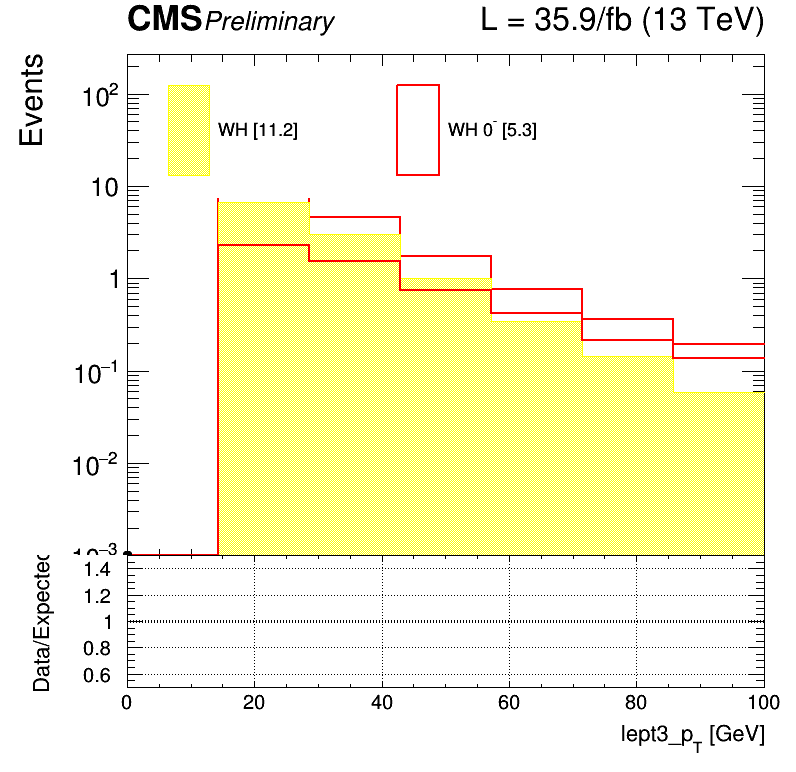 CMS Preliminary L = 35.9/fb (13 TeV)
Events
10²
WH [11.2] WH 0⁻ [5.3]
10
1
10⁻¹
10⁻²
10⁻³
Data/Expected
1.4
1.2
1
0.8
0.6
0 20 40 60 80 100
lept3_p_T [GeV]